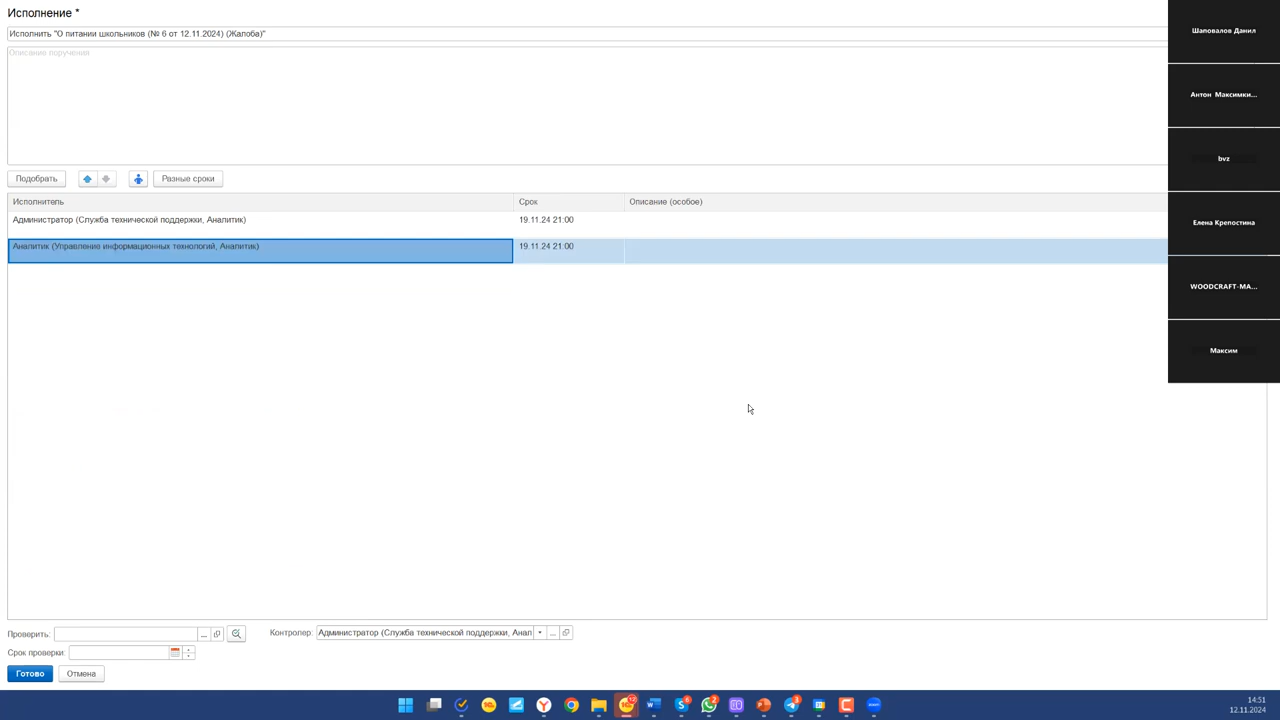 Исполнение *
Исполнить "О питании школьников (№ 6 от 12.11.2024) (Жалоба)"
Описание поручения
Подобрать
Разные сроки
Исполнитель Срок Описание (особое)
Администратор (Служба технической поддержки, Аналитик) 19.11.24 21:00
Аналитик (Управление информационных технологий, Аналитик) 19.11.24 21:00
Проверить:
Контролер: Администратор (Служба технической поддержки, Анал
Срок проверки:
Готово
Отмена
Шаповалов Данил
Антон Максимки...
bvz
Елена Крепостина
WOODCRAFT-MA...
Максим
14:51
12.11.2024